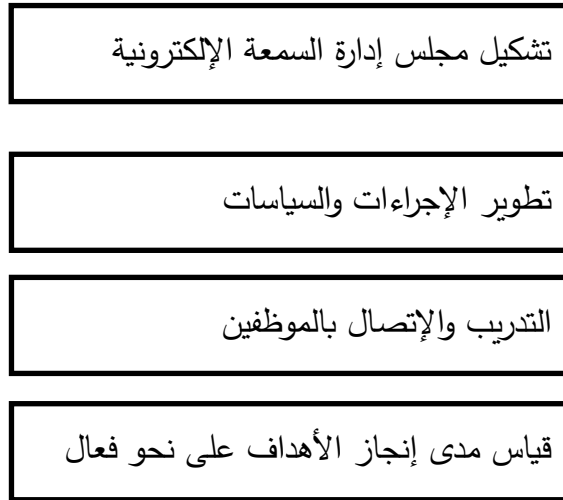 تشكيل مجلس إدارة السمعة الإلكترونية
تطوير الإجراءات والسياسات
التدريب والإتصال بالموظفين
قياس مدى إنجاز الأهداف على نحو فعال